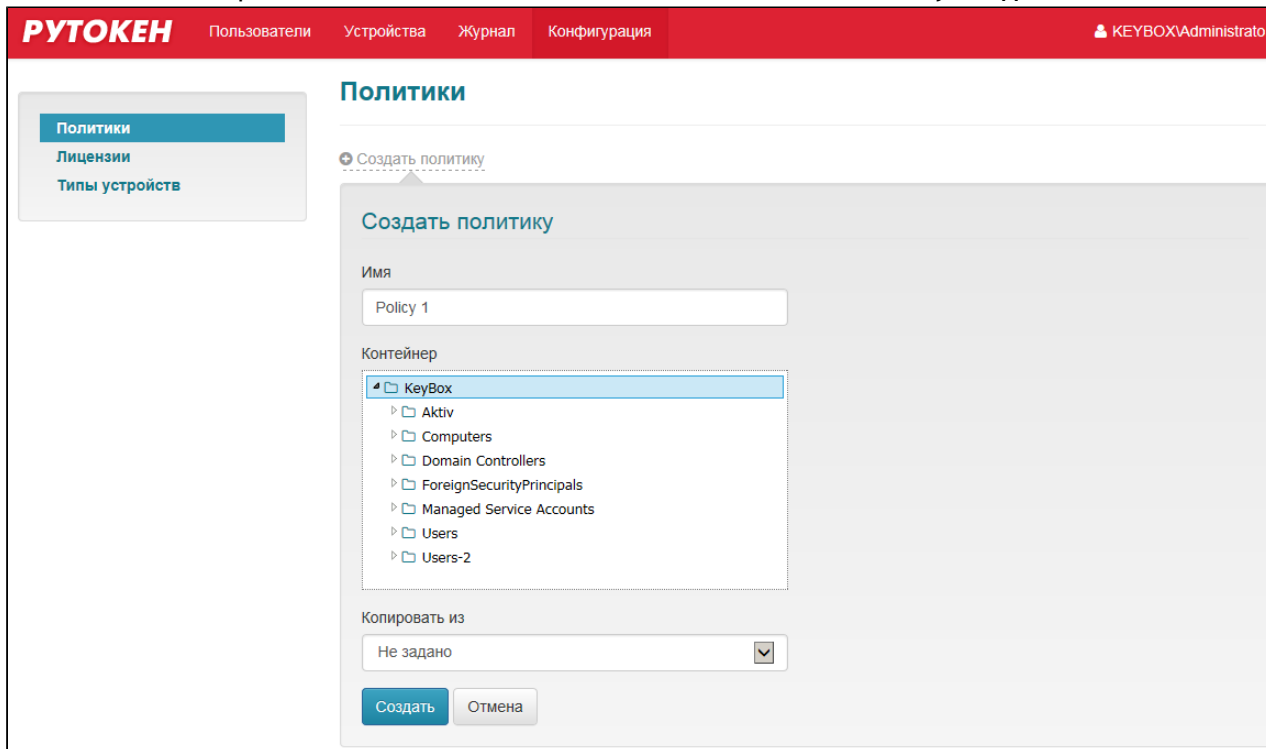 РУТОКЕН Пользователи Устройства Журнал Конфигурация KEYBOX\Administrato
Политики
Лицензии
Типы устройств
Политики
Создать политику
Создать политику
Имя
Policy 1
Контейнер
KeyBox
Aktiv
Computers
Domain Controllers
ForeignSecurityPrincipals
Managed Service Accounts
Users
Users-2
Копировать из
Не задано
Создать Отмена